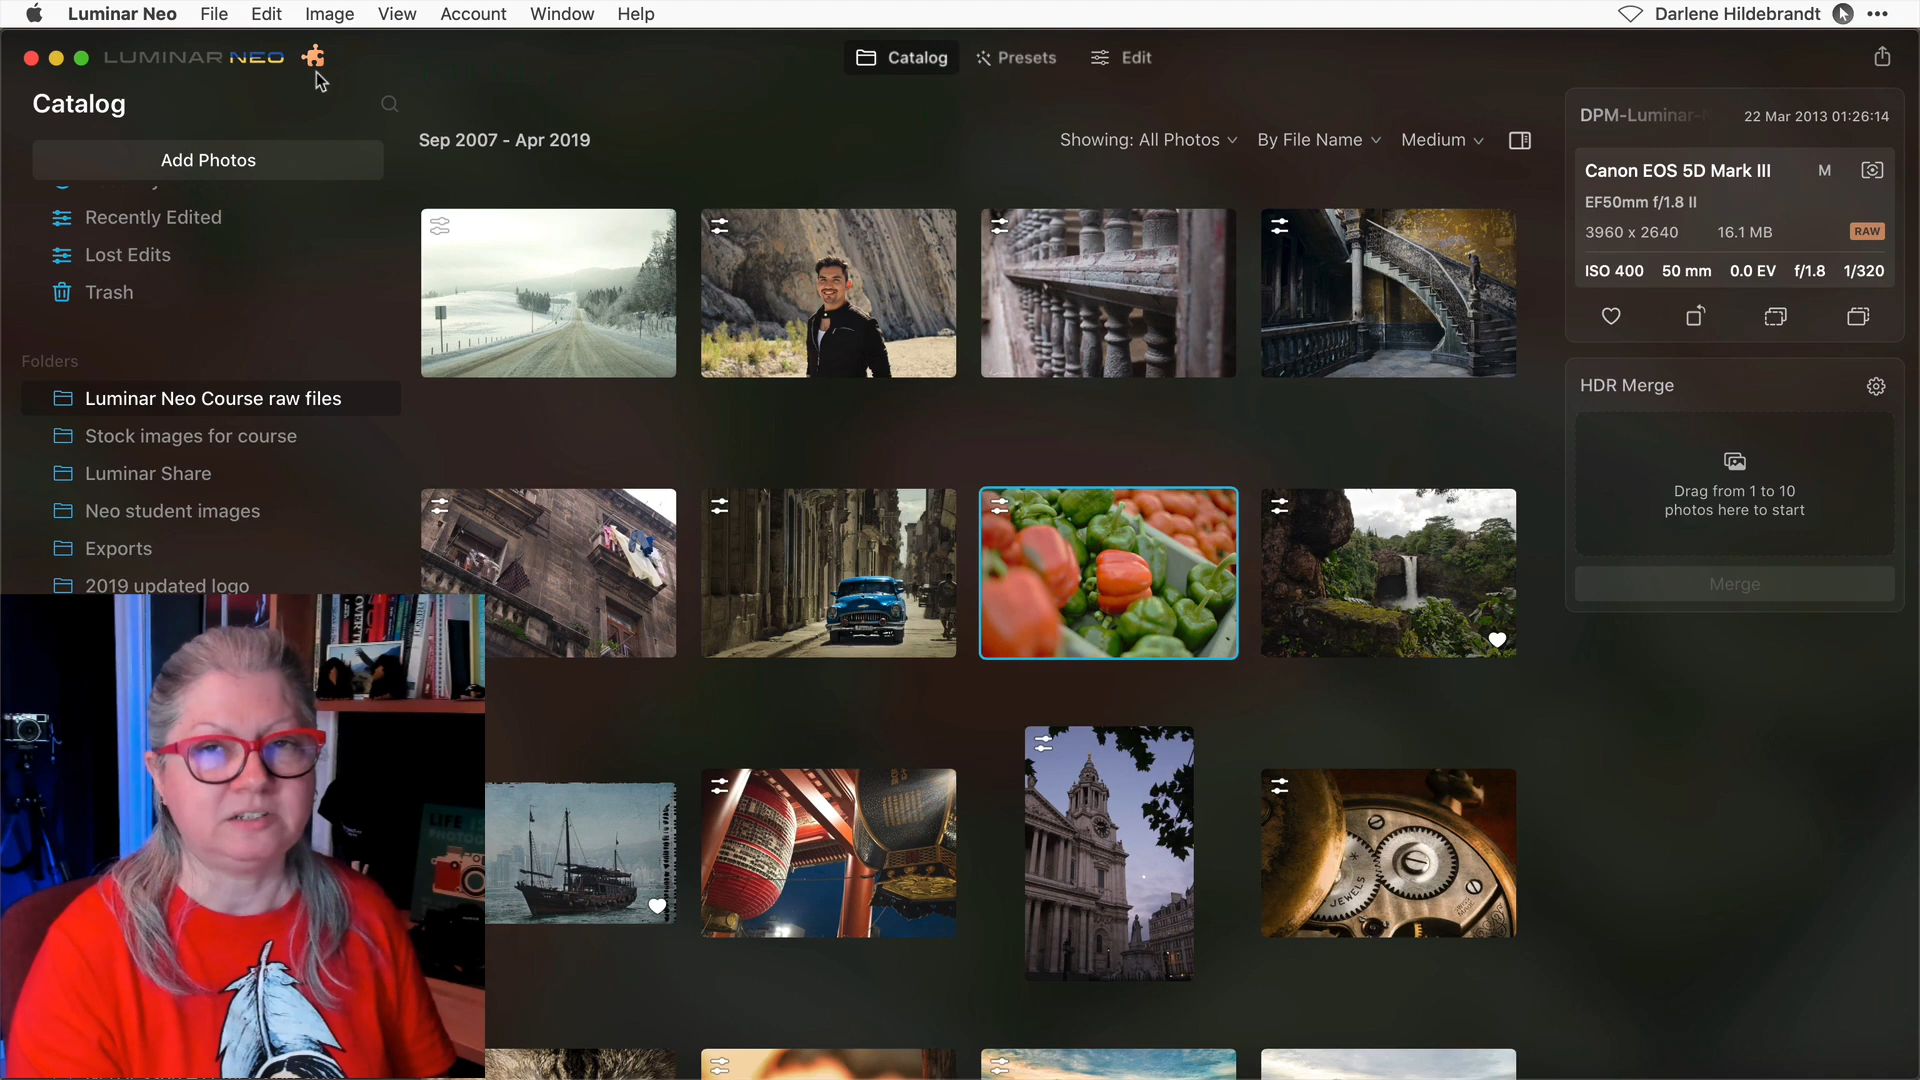 Luminar Neo File Edit Image View Account Window Help Darlene Hildebrandt
LUMINAR NEO Catalog Presets Edit
Catalog
Add Photos
Recently Edited
Lost Edits
Trash
Folders
Luminar Neo Course raw files
Stock images for course
Luminar Share
Neo student images
Exports
2019 updated logo
Sep 2007 - Apr 2019 Showing: All Photos By File Name Medium
DPM-Luminar- 22 Mar 2013 01:26:14
Canon EOS 5D Mark III M
EF50mm f/1.8 II
3960 x 2640 16.1 MB RAW
ISO 400 50 mm 0.0 EV f/1.8 1/320
HDR Merge
Drag from 1 to 10
photos here to start
Merge
JEWELS
LIFE